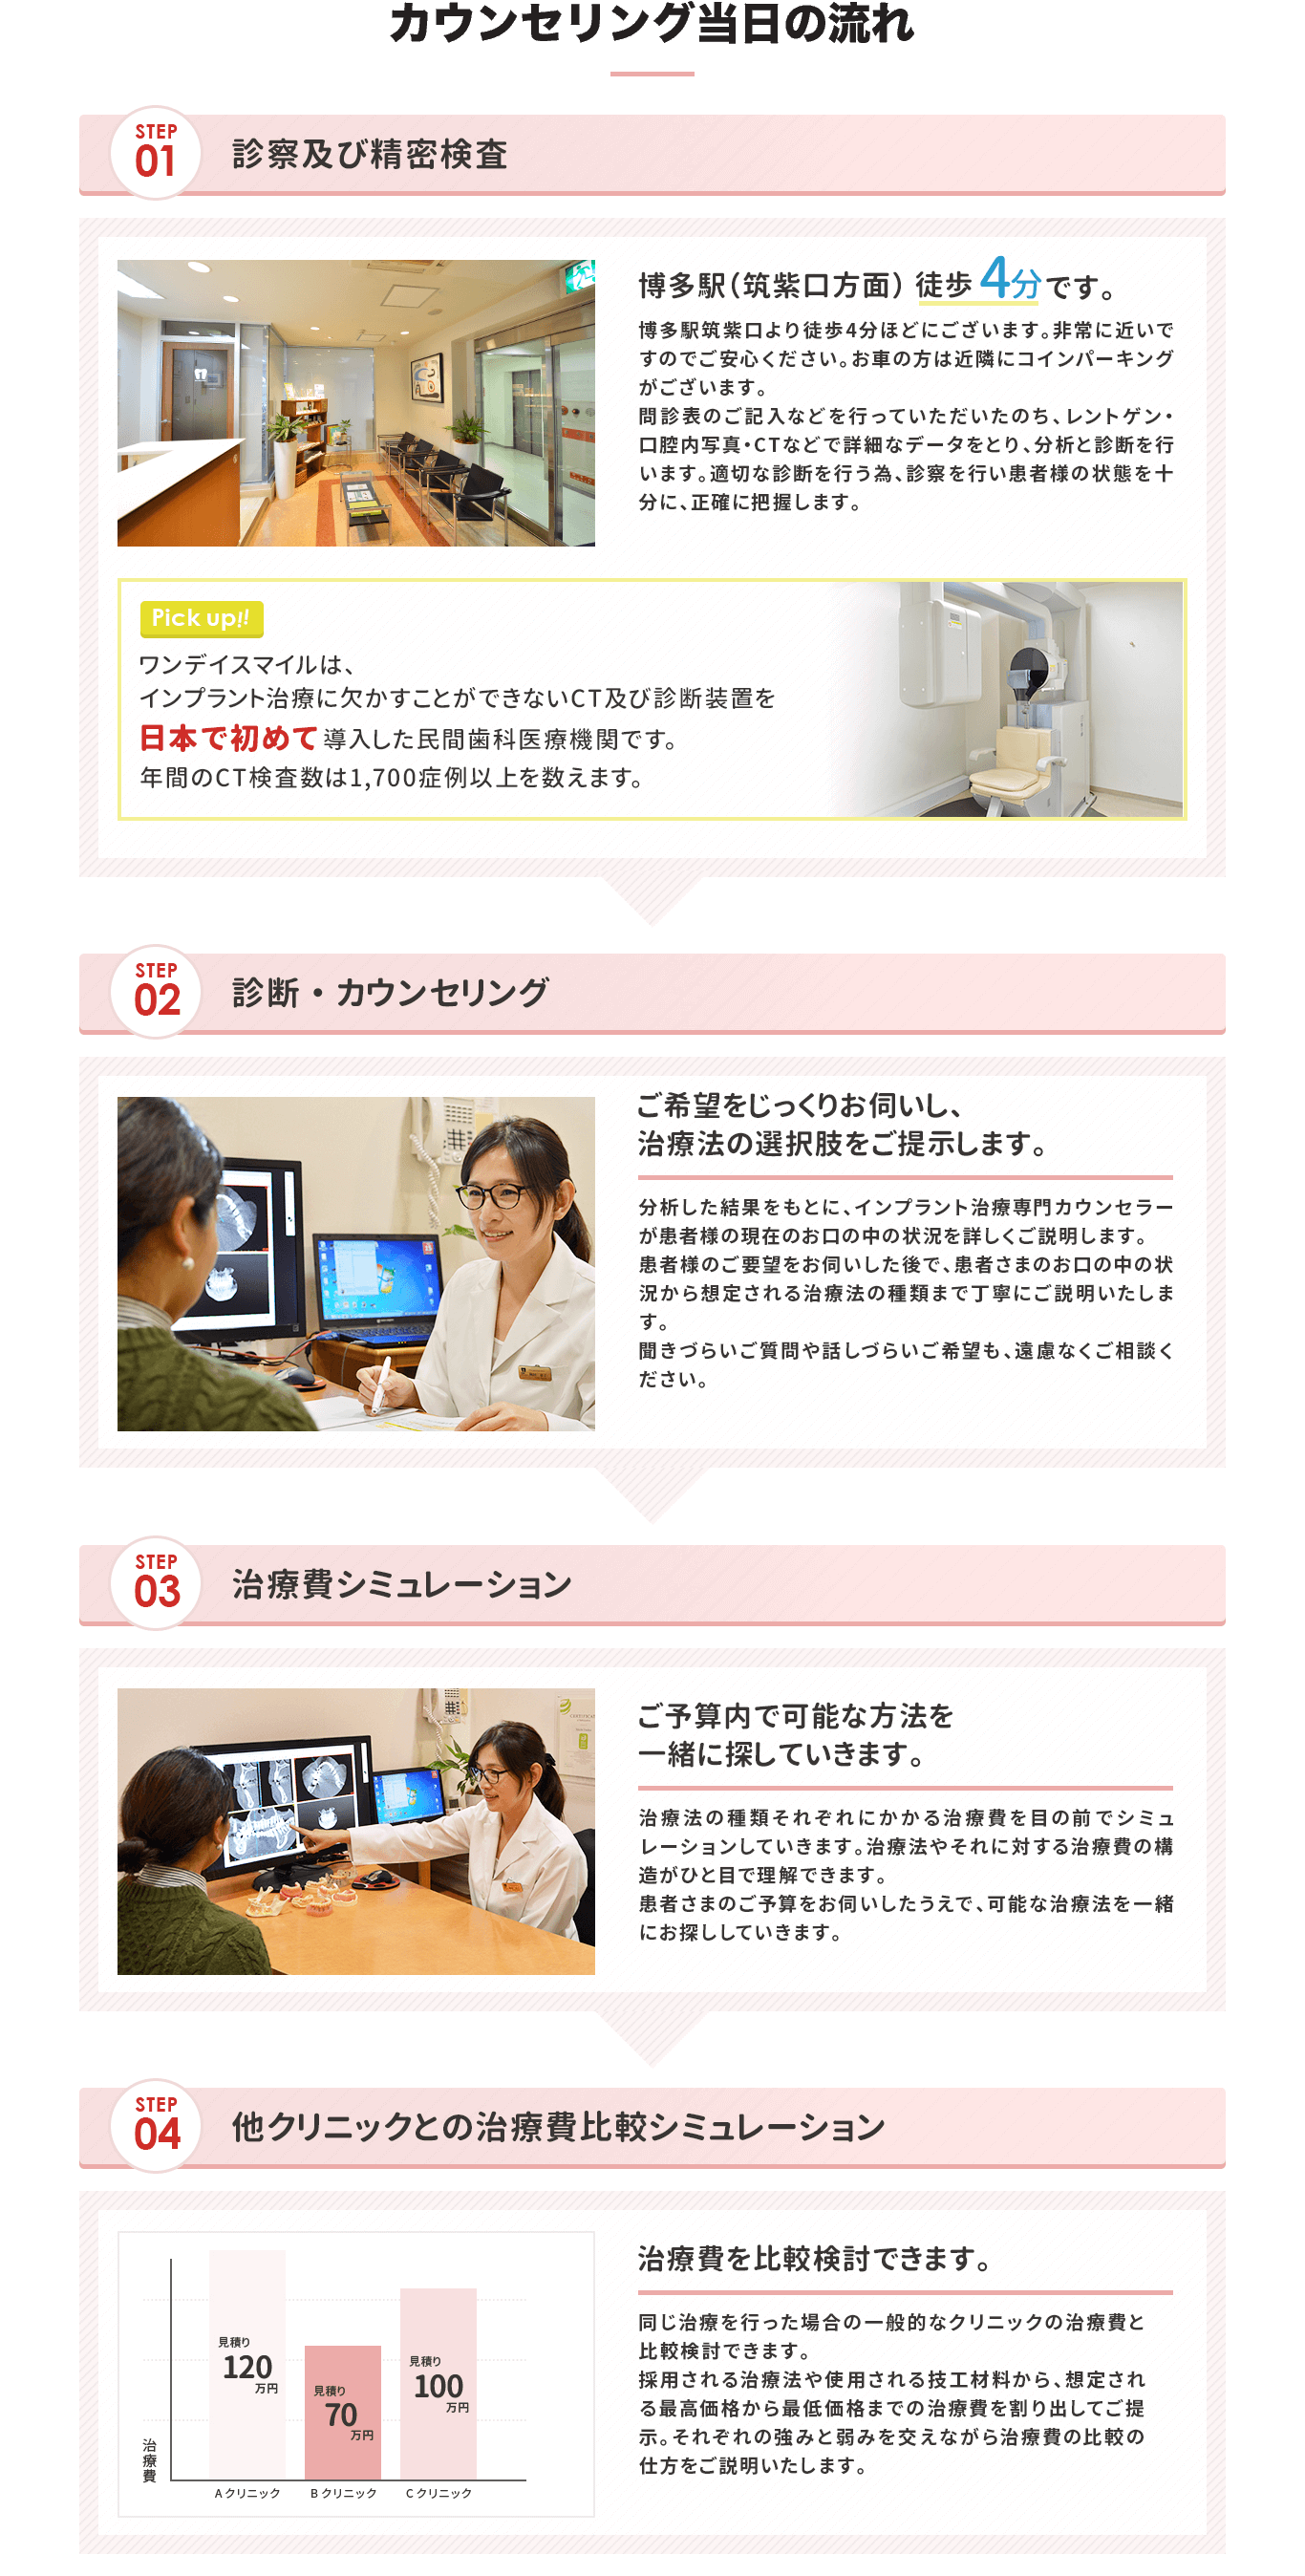 カウンセリング当日の流れ
STEP
01
診察及び精密検査
博多駅（筑紫口方面） 徒歩 4分です。
博多駅筑紫口より徒歩4分ほどにございます。非常に近いで
すのでご安心ください。お車の方は近隣にコインパーキング
がございます。
問診表のご記入などを行っていただいたのち、レントゲン・
口腔内写真・CTなどで詳細なデータをとり、分析と診断を行
います。適切な診断を行う為、診察を行い患者様の状態を十
分に、正確に把握します。
Pick up!!
ワンデイスマイルは、
インプラント治療に欠かすことができないCT及び診断装置を
日本で初めて導入した民間歯科医療機関です。
年間のCT検査数は1,700症例以上を数えます。
STEP
02
診断・カウンセリング
ご希望をじっくりお伺いし、
治療法の選択肢をご提示します。
分析した結果をもとに、インプラント治療専門カウンセラー
が患者様の現在のお口の中の状況を詳しくご説明します。
患者様のご要望をお伺いした後で、患者さまのお口の中の状
況から想定される治療法の種類まで丁寧にご説明いたしま
す。
聞きづらいご質問や話しづらいご希望も、遠慮なくご相談く
ださい。
STEP
03
治療費シミュレーション
ご予算内で可能な方法を
一緒に探していきます。
治療法の種類それぞれにかかる治療費を目の前でシミュ
レーションしていきます。治療法やそれに対する治療費の構
造がひと目で理解できます。
患者さまのご予算をお伺いしたうえで、可能な治療法を一緒
にお探ししていきます。
STEP
04
他クリニックとの治療費比較シミュレーション
治療費
見積り
120
万円
見積り
70
万円
見積り
100
万円
Aクリニック
Bクリニック
Cクリニック
治療費を比較検討できます。
同じ治療を行った場合の一般的なクリニックの治療費と
比較検討できます。
採用される治療法や使用される技工材料から、想定され
る最高価格から最低価格までの治療費を割り出してご提
示。それぞれの強みと弱みを交えながら治療費の比較の
仕方をご説明いたします。